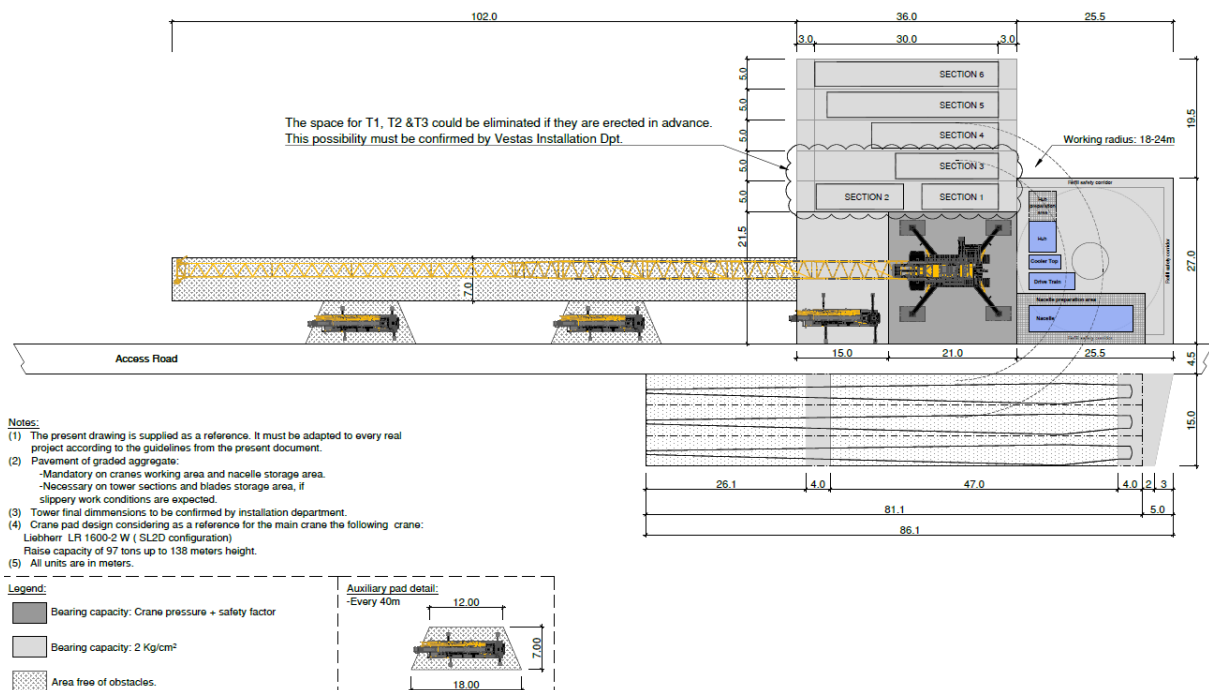 102.0
36.0
25.5
3.0
30.0
3.0
5.0
SECTION 6
5.0
SECTION 5
5.0
SECTION 4
5.0
SECTION 3
5.0
SECTION 2
SECTION 1
19.5
The space for T1, T2 &T3 could be eliminated if they are erected in advance.
This possibility must be confirmed by Vestas Installation Dpt.
Working radius: 18-24m
Refill safety corridor
Hub
preparation
area
Hub
Cooler Top
Drive Train
Refill safety corridor
Nacelle preparation area
Nacelle
Refill safety corridor
21.5
27.0
7.0
Access Road
15.0
21.0
25.5
4.5
15.0
26.1
4.0
47.0
4.0
2
3
81.1
5.0
86.1
Notes:
(1) The present drawing is supplied as a reference. It must be adapted to every real
project according to the guidelines from the present document.
(2) Pavement of graded aggregate:
-Mandatory on cranes working area and nacelle storage area.
-Necessary on tower sections and blades storage area, if
slippery work conditions are expected.
(3) Tower final dimmensions to be confirmed by installation department.
(4) Crane pad design considering as a reference for the main crane the following crane:
Liebherr LR 1600-2 W ( SL2D configuration)
Raise capacity of 97 tons up to 138 meters height.
(5) All units are in meters.
Legend:
Bearing capacity: Crane pressure + safety factor
Bearing capacity: 2 Kg/cm²
Area free of obstacles.
Auxiliary pad detail:
-Every 40m
12.00
7.00
18.00